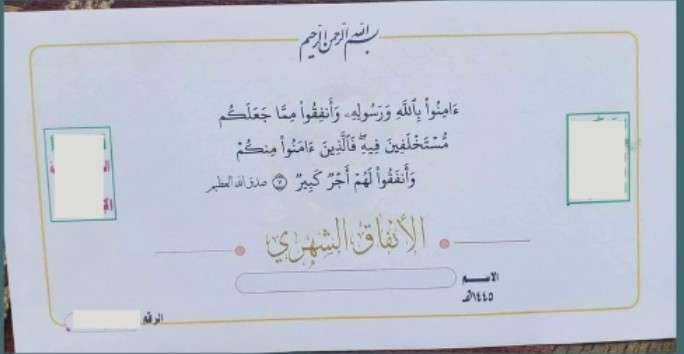 بسم الله الرحمن الرحيم
ءَامِنُوا۟ بِٱللَّهِ وَرَسُولِهِۦ وَأَنفِقُوا۟ مِمَّا جَعَلَكُم
مُّسْتَخْلَفِينَ فِيهِ ۖ فَٱلَّذِينَ ءَامَنُوا۟ مِنكُمْ
وَأَنفَقُوا۟ لَهُمْ أَجْرٌ كَبِيرٌ ۝٧ صدق الله العظيم
الإنفاق الشهري
الاسم
١٤٤٥هـ
الرقم